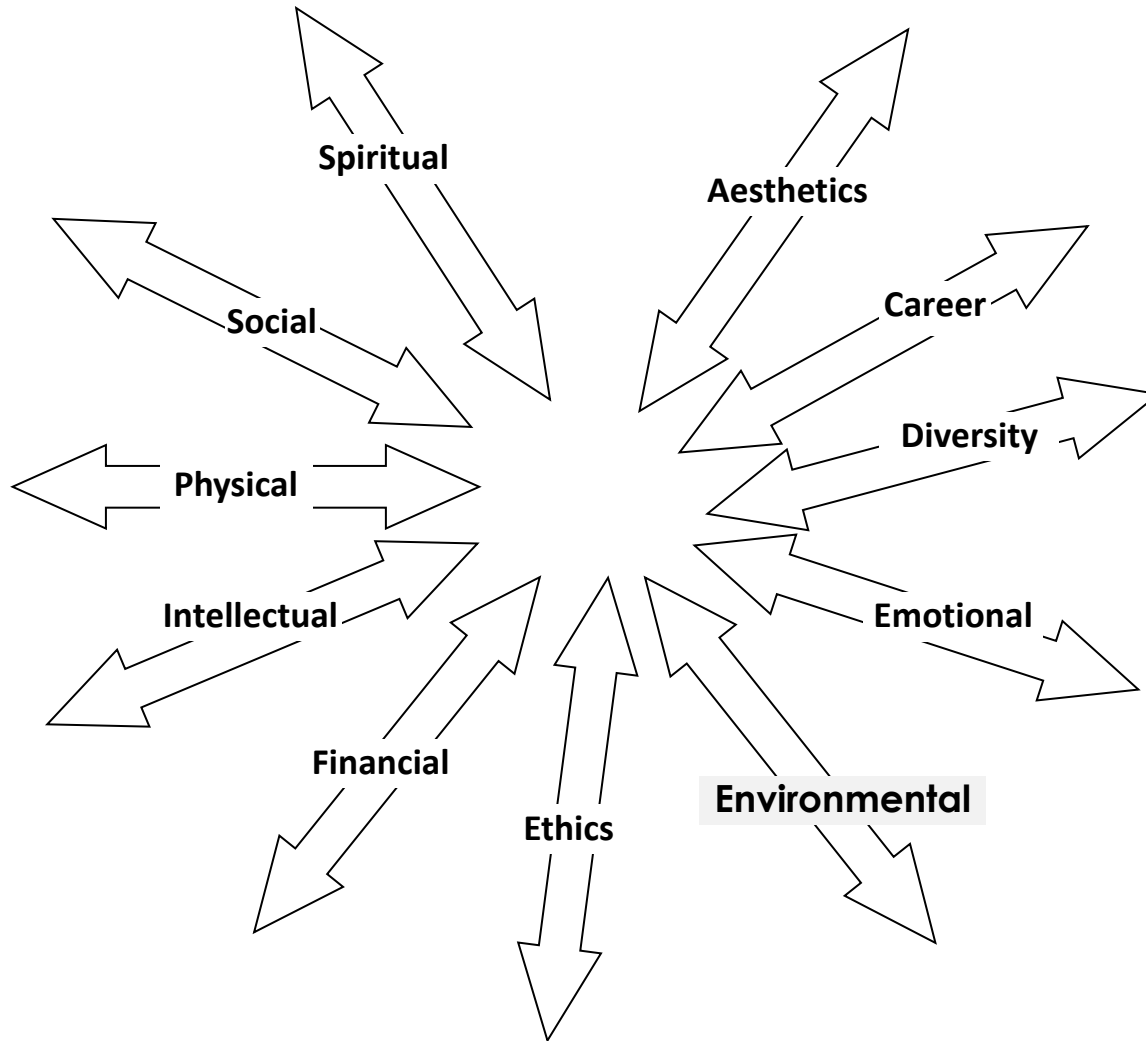 Spiritual
Aesthetics
Social
Career
Diversity
Physical
Intellectual
Emotional
Financial
Environmental
Ethics